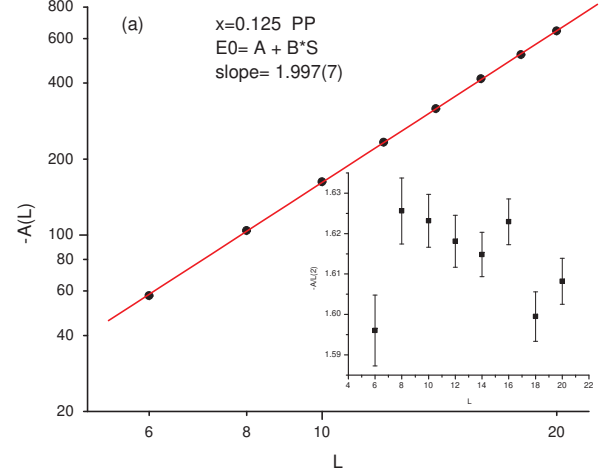 800
400
200
100
80
60
40
20
6
8
10
20
-A(L)
L
(a)
x=0.125 PP
E0= A + B*S
slope= 1.997(7)
1.63
1.62
1.61
1.60
1.59
4 6 8 10 12 14 16 18 20 22
-A/L(2)
L